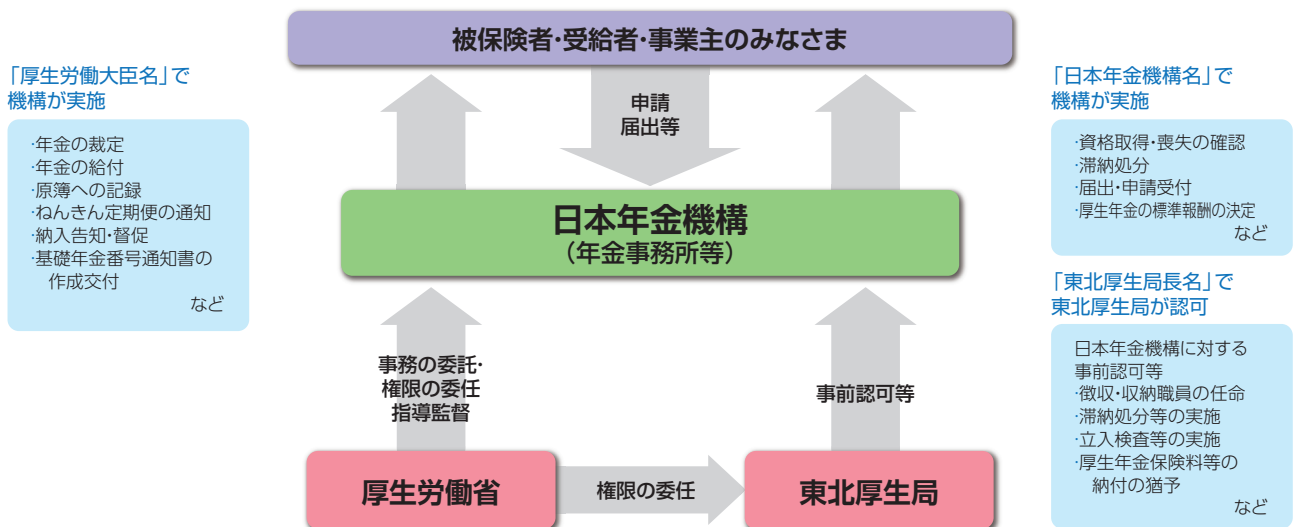 被保険者・受給者・事業主のみなさま
「厚生労働大臣名」で
機構が実施
・年金の裁定
・年金の給付
・原簿への記録
・ねんきん定期便の通知
・納入告知・督促
・基礎年金番号通知書の
作成交付
など
申請
届出等
日本年金機構
（年金事務所等）
「日本年金機構名」で
機構が実施
・資格取得・喪失の確認
・滞納処分
・届出・申請受付
・厚生年金の標準報酬の決定
など
「東北厚生局長名」で
東北厚生局が認可
日本年金機構に対する
事前認可等
・徴収・収納職員の任命
・滞納処分等の実施
・立入検査等の実施
・厚生年金保険料等の
納付の猶予
など
事務の委託・
権限の委任
指導監督
事前認可等
厚生労働省
権限の委任
東北厚生局